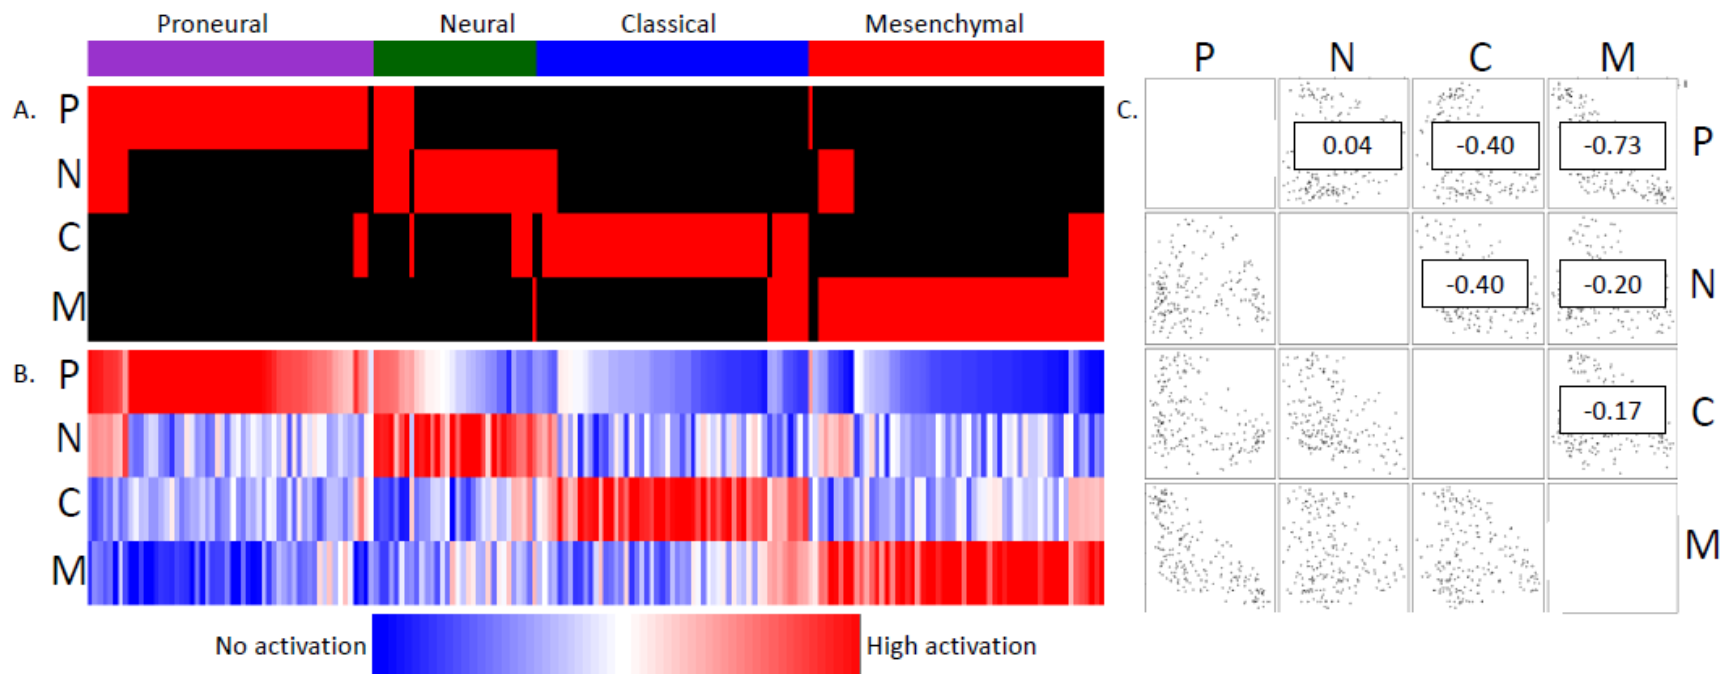 Proneural Neural Classical Mesenchymal
A. P
N
C
M
B. P
N
C
M
No activation High activation
C. P N C M
0.04 -0.40 -0.73 P
-0.40 -0.20 N
-0.17 C
M